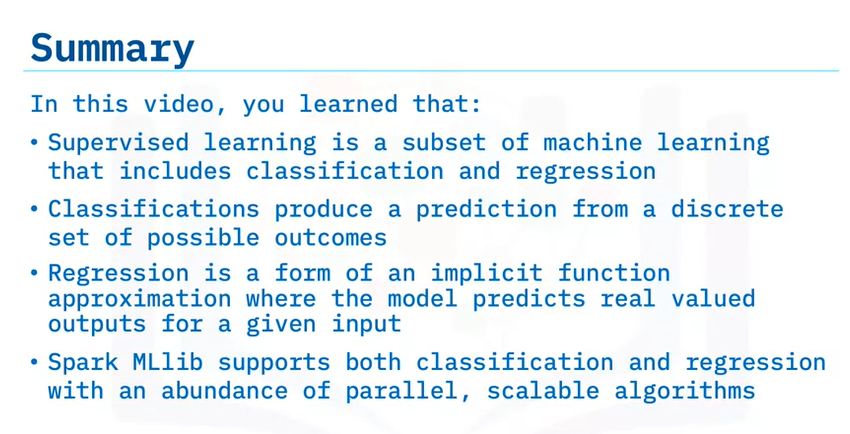 Summary
In this video, you learned that:
• Supervised learning is a subset of machine learning
that includes classification and regression
• Classifications produce a prediction from a discrete
set of possible outcomes
• Regression is a form of an implicit function
approximation where the model predicts real valued
outputs for a given input
• Spark MLlib supports both classification and regression
with an abundance of parallel, scalable algorithms